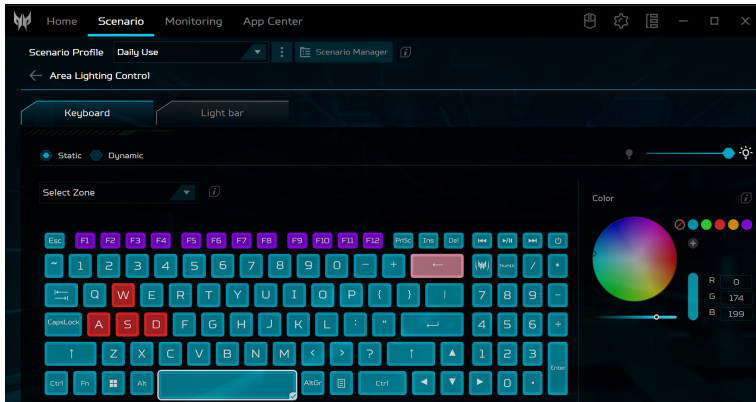 Home Scenario Monitoring App Center
Scenario Profile Daily Use Scenario Manager
Area Lighting Control
Keyboard Light bar
Static Dynamic
Select Zone
Color
Esc F1 F2 F3 F4 F5 F6 F7 F8 F9 F10 F11 F12 PrtSc Ins Del
~ 1 2 3 4 5 6 7 8 9 0 - + NumLk / *
Q W E R T Y U I O P { } | 7 8 9 -
CapsLock A S D F G H J K L : " 4 5 6 +
Z X C V B N M < > ? 1 2 3 Enter
Ctrl Fn Alt AltGr Ctrl 0 .
R 0
G 174
B 199